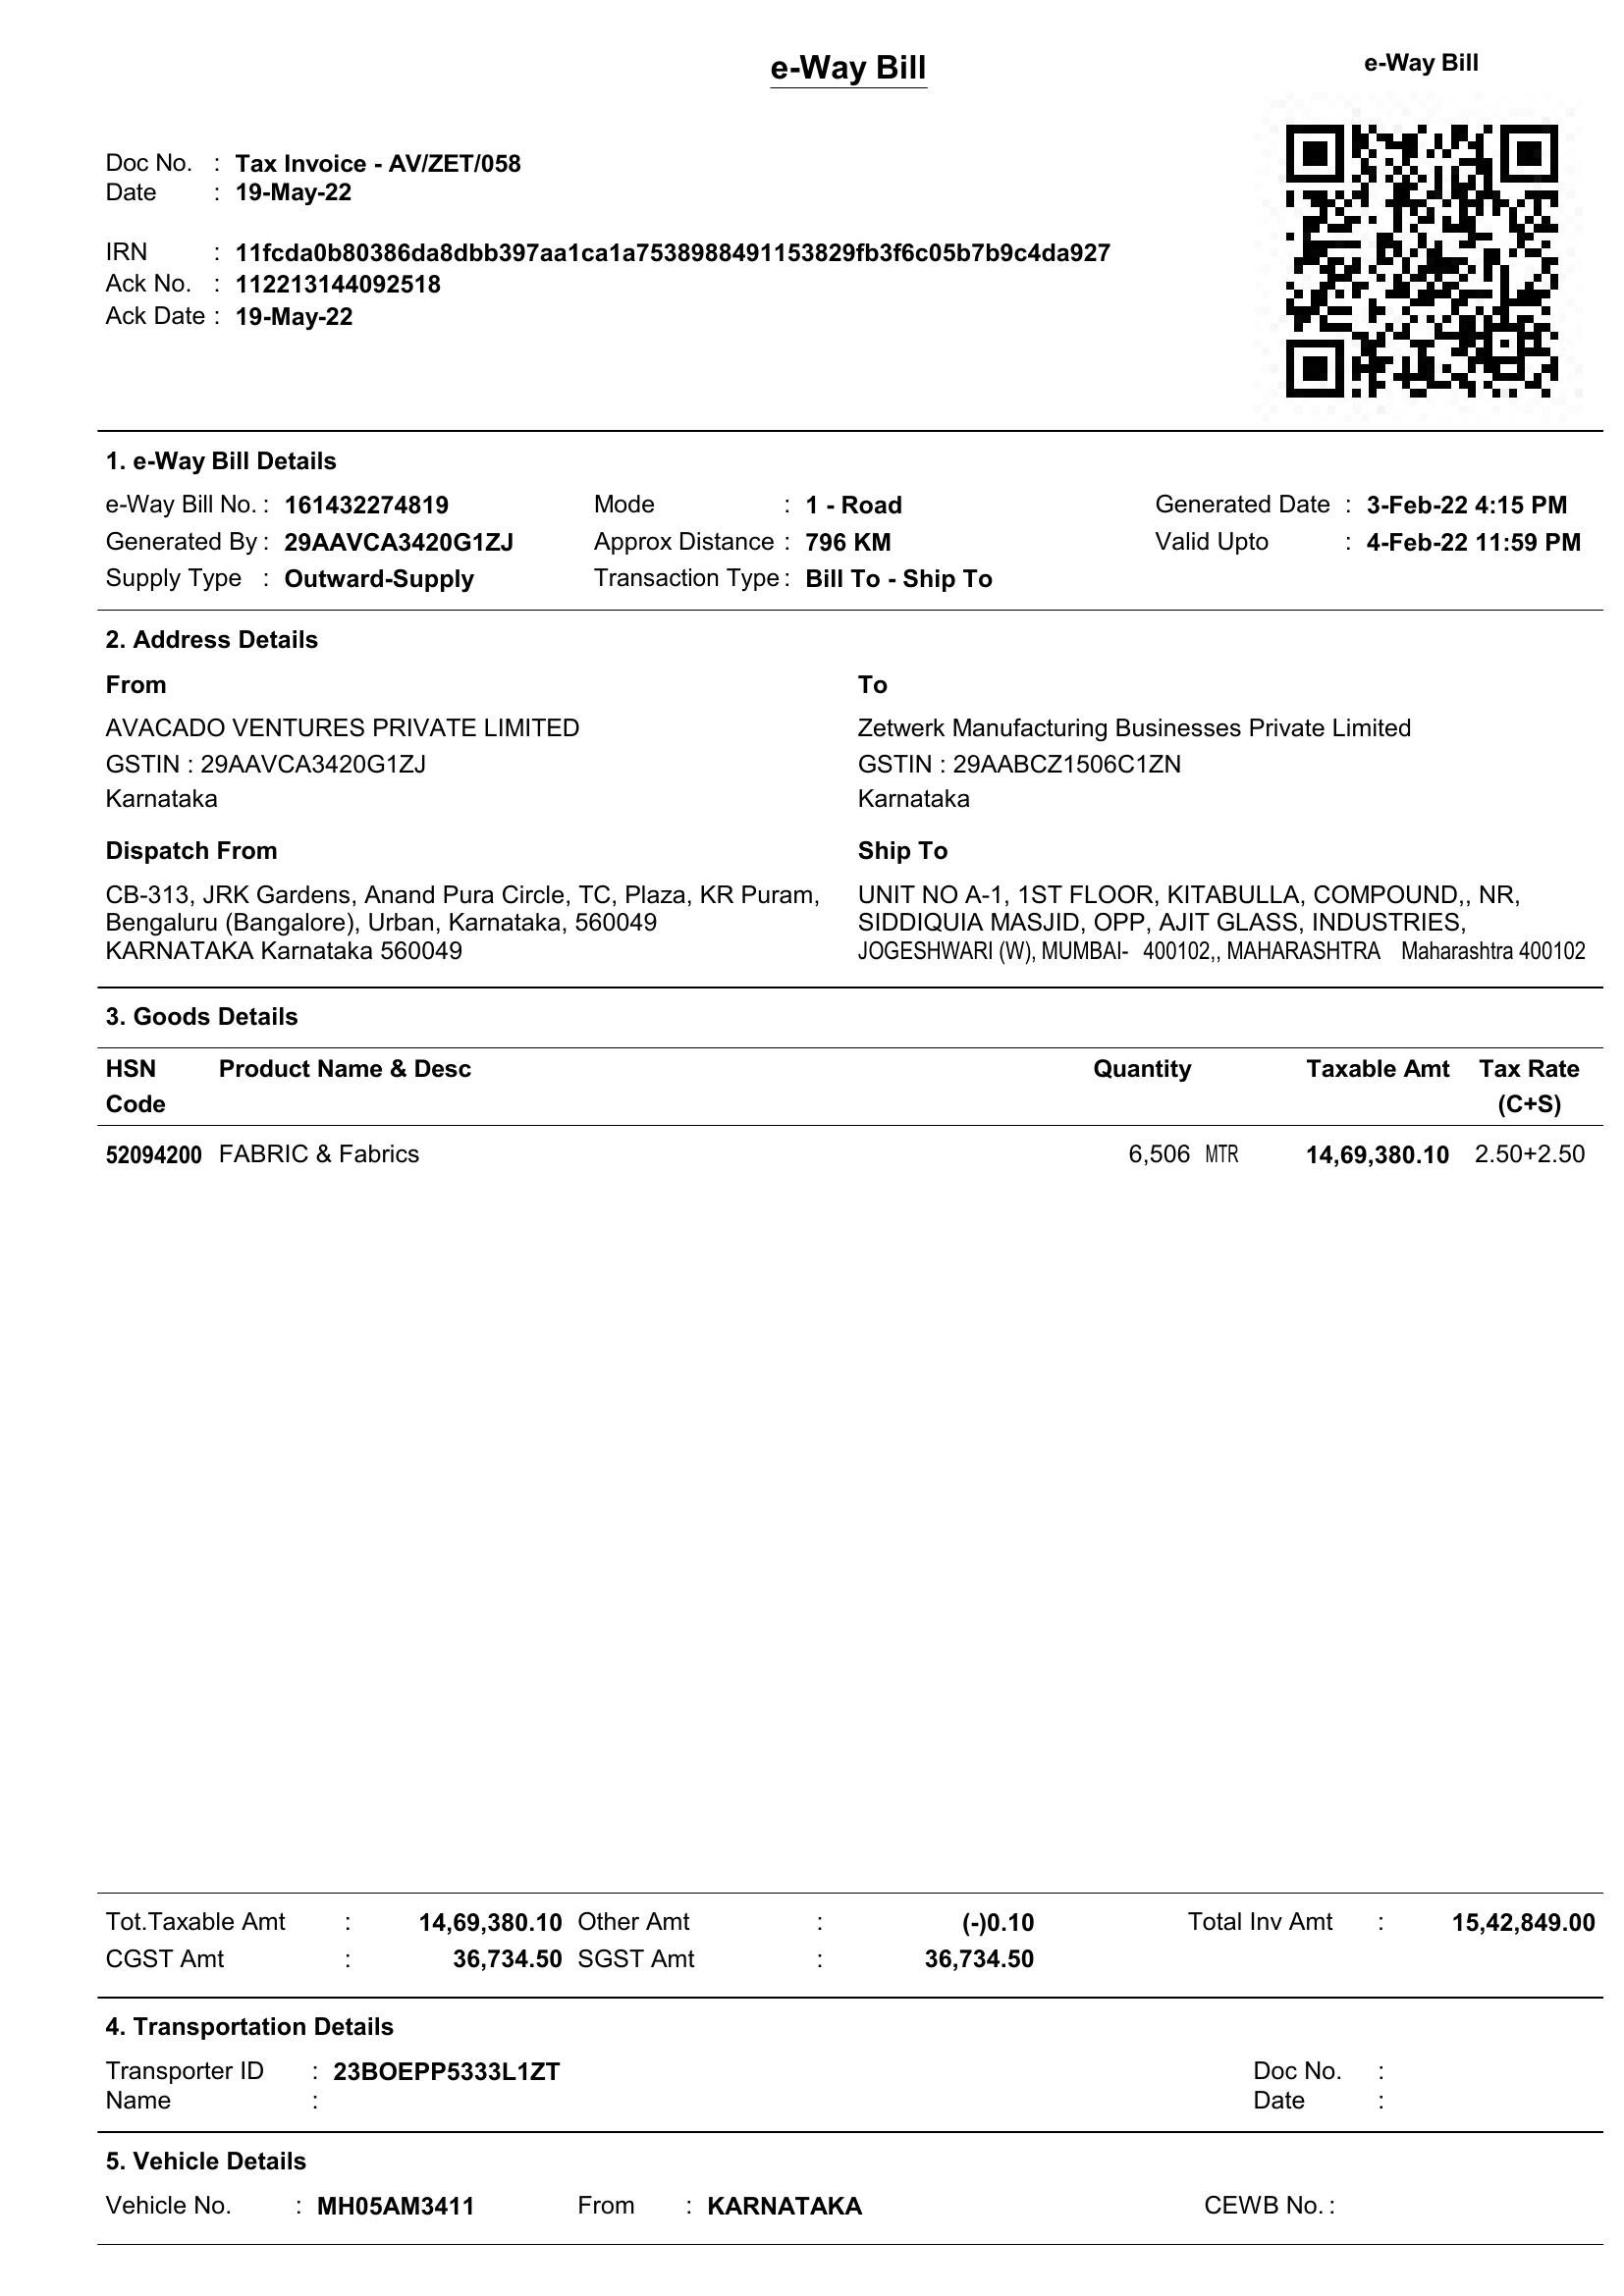 e-Way Bill
e-Way Bill
Doc No. : Tax Invoice - AV/ZET/058
Date : 19-May-22
IRN : 11fcda0b80386da8dbb397aa1ca1a7538988491153829fb3f6c05b7b9c4da927
Ack No. : 112213144092518
Ack Date : 19-May-22
1. e-Way Bill Details
e-Way Bill No. : 161432274819 Mode : 1 - Road Generated Date : 3-Feb-22 4:15 PM
Generated By : 29AAVCA3420G1ZJ Approx Distance : 796 KM Valid Upto : 4-Feb-22 11:59 PM
Supply Type : Outward-Supply Transaction Type : Bill To - Ship To
2. Address Details
From
AVACADO VENTURES PRIVATE LIMITED
GSTIN : 29AAVCA3420G1ZJ
Karnataka
To
Zetwerk Manufacturing Businesses Private Limited
GSTIN : 29AABCZ1506C1ZN
Karnataka
Dispatch From
CB-313, JRK Gardens, Anand Pura Circle, TC, Plaza, KR Puram,
Bengaluru (Bangalore), Urban, Karnataka, 560049
KARNATAKA Karnataka 560049
Ship To
UNIT NO A-1, 1ST FLOOR, KITABULLA, COMPOUND,, NR,
SIDDIQUIA MASJID, OPP, AJIT GLASS, INDUSTRIES,
JOGESHWARI (W), MUMBAI- 400102,, MAHARASHTRA Maharashtra 400102
3. Goods Details
HSN Product Name & Desc Quantity Taxable Amt Tax Rate
Code (C+S)
52094200 FABRIC & Fabrics 6,506 MTR 14,69,380.10 2.50+2.50
Tot.Taxable Amt : 14,69,380.10 Other Amt : (-)0.10 Total Inv Amt : 15,42,849.00
CGST Amt : 36,734.50 SGST Amt : 36,734.50
4. Transportation Details
Transporter ID : 23BOEPP5333L1ZT Doc No. :
Name : Date :
5. Vehicle Details
Vehicle No. : MH05AM3411 From : KARNATAKA CEWB No. :